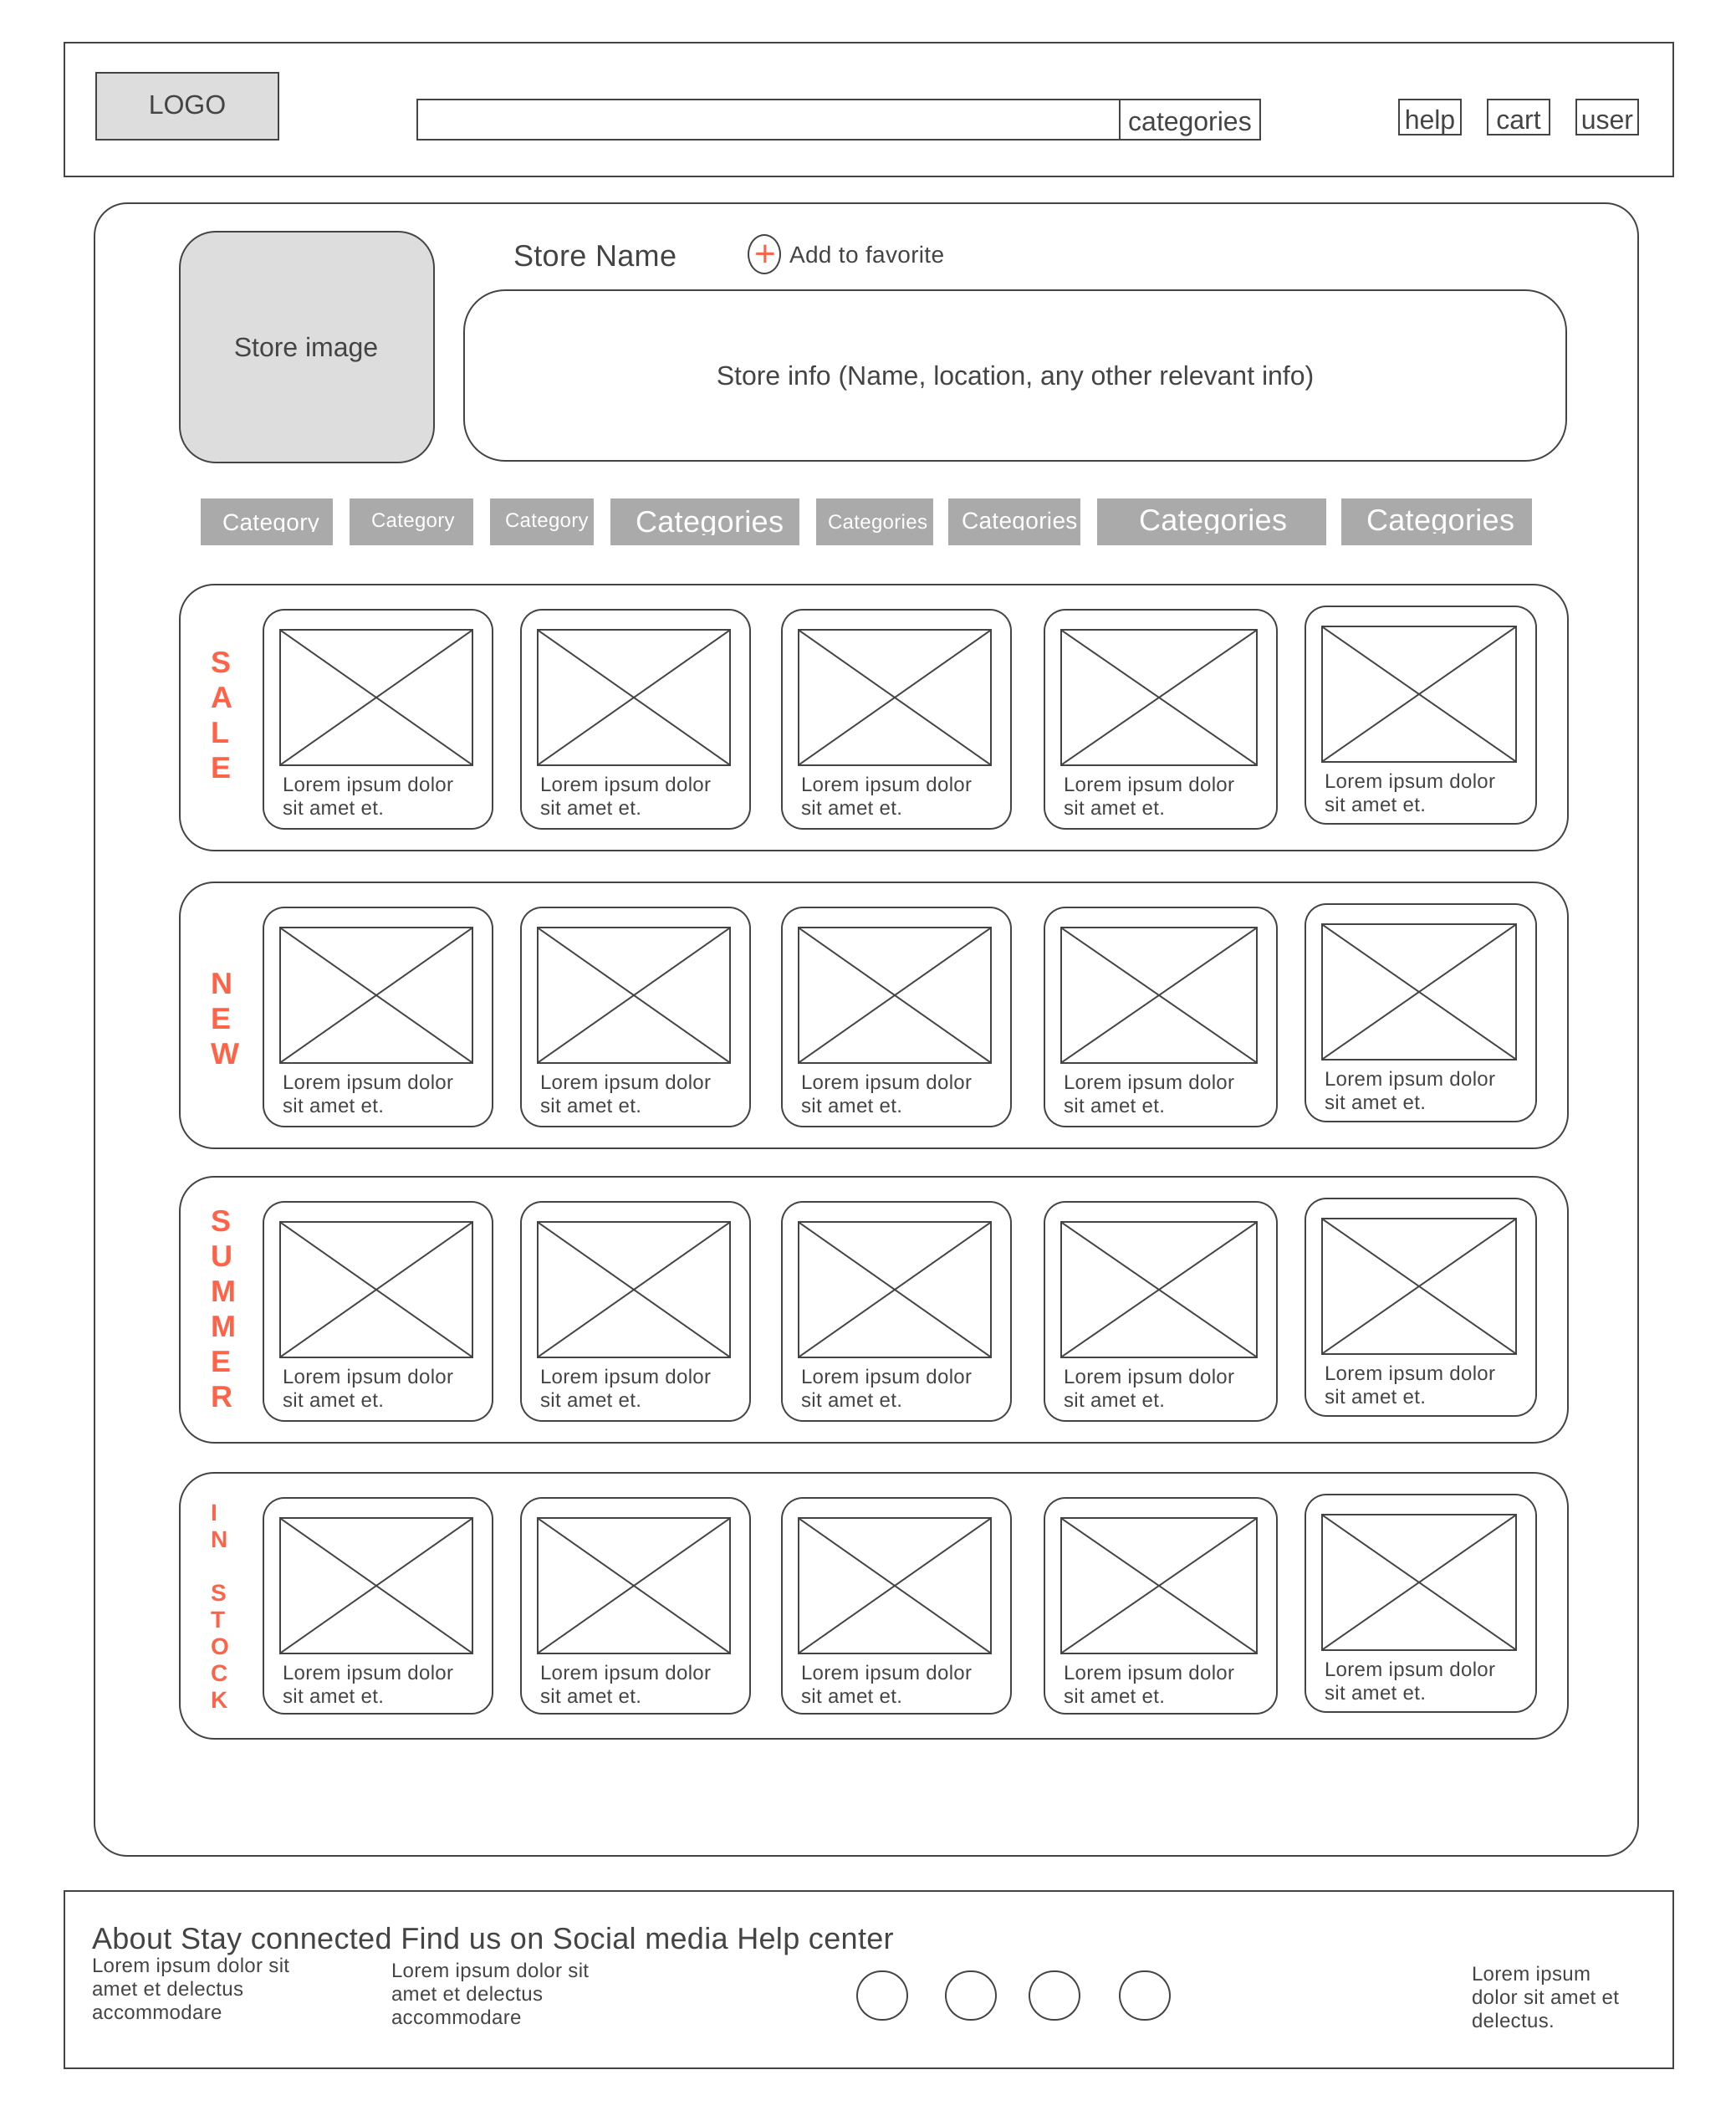 LOGO
categories
help
cart
user
Store Name
+ Add to favorite
Store image
Store info (Name, location, any other relevant info)
Category
Category
Category
Categories
Categories
Categories
Categories
Categories
S
A
L
E
Lorem ipsum dolor
sit amet et.
Lorem ipsum dolor
sit amet et.
Lorem ipsum dolor
sit amet et.
Lorem ipsum dolor
sit amet et.
Lorem ipsum dolor
sit amet et.
N
E
W
Lorem ipsum dolor
sit amet et.
Lorem ipsum dolor
sit amet et.
Lorem ipsum dolor
sit amet et.
Lorem ipsum dolor
sit amet et.
Lorem ipsum dolor
sit amet et.
S
U
M
M
E
R
Lorem ipsum dolor
sit amet et.
Lorem ipsum dolor
sit amet et.
Lorem ipsum dolor
sit amet et.
Lorem ipsum dolor
sit amet et.
Lorem ipsum dolor
sit amet et.
I
N
S
T
O
C
K
Lorem ipsum dolor
sit amet et.
Lorem ipsum dolor
sit amet et.
Lorem ipsum dolor
sit amet et.
Lorem ipsum dolor
sit amet et.
Lorem ipsum dolor
sit amet et.
About Stay connected Find us on Social media Help center
Lorem ipsum dolor sit
amet et delectus
accommodare
Lorem ipsum dolor sit
amet et delectus
accommodare
Lorem ipsum
dolor sit amet et
delectus.